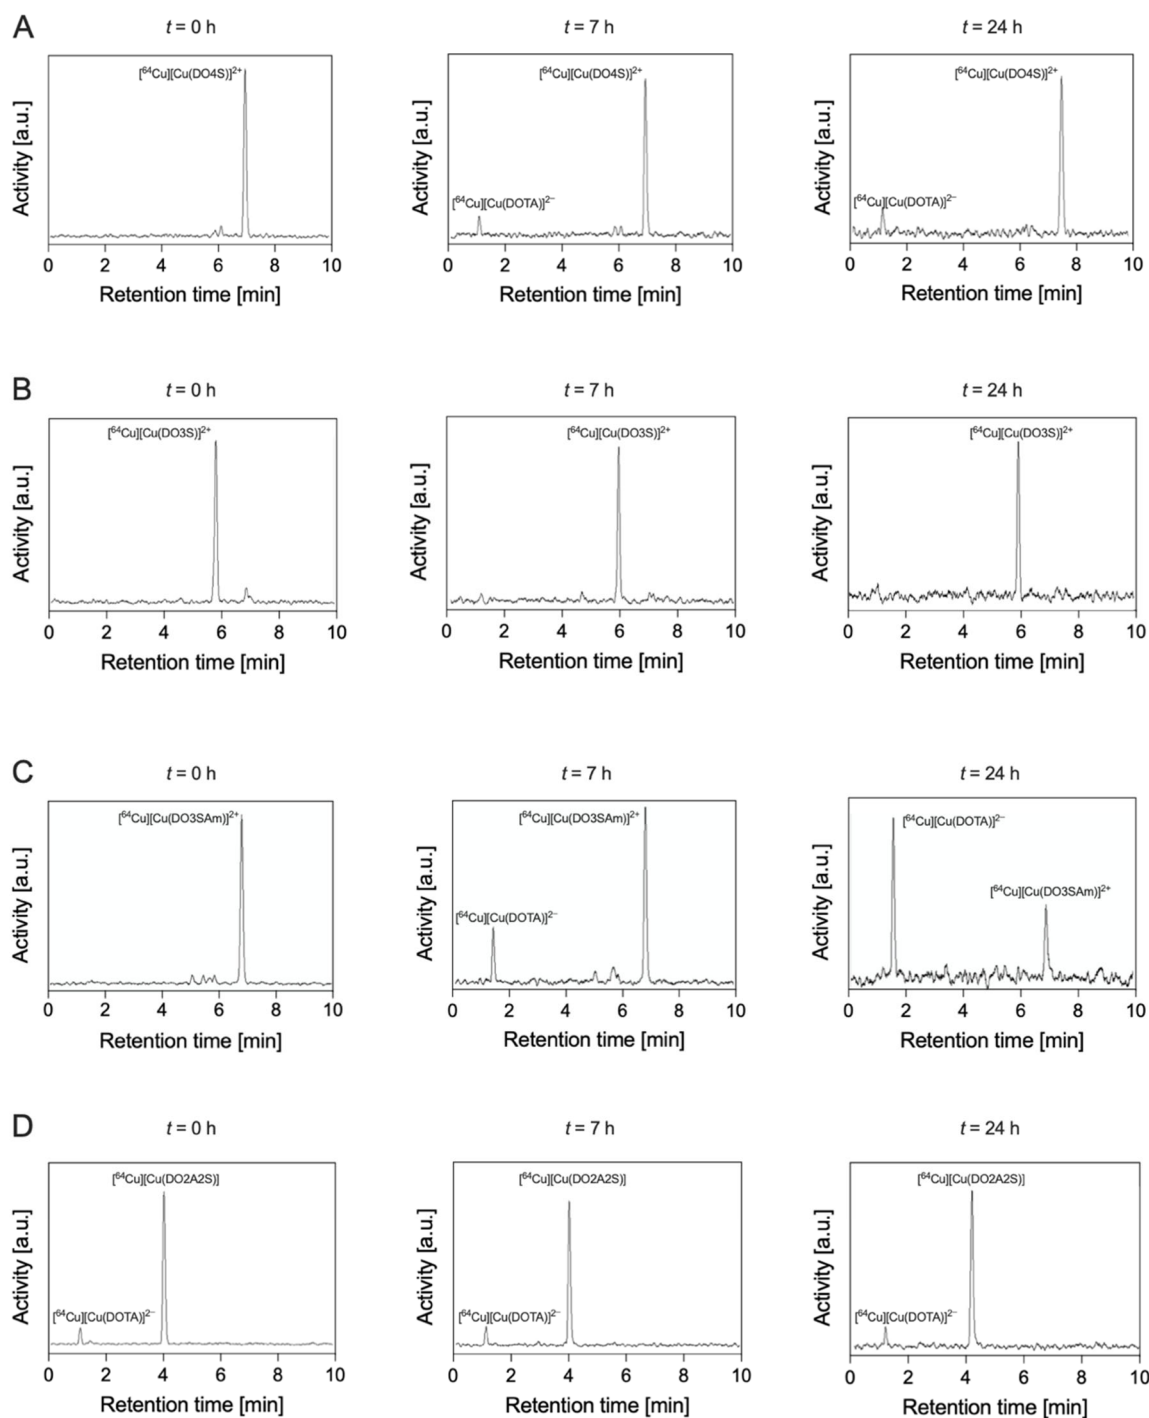 A
t = 0 h
t = 7 h
t = 24 h
[⁶⁴Cu][Cu(DO4S)]²⁺
[⁶⁴Cu][Cu(DO4S)]²⁺
[⁶⁴Cu][Cu(DO4S)]²⁺
[⁶⁴Cu][Cu(DOTA)]²⁻
[⁶⁴Cu][Cu(DOTA)]²⁻
Activity [a.u.]
Activity [a.u.]
Activity [a.u.]
0 2 4 6 8 10
0 2 4 6 8 10
0 2 4 6 8 10
Retention time [min]
Retention time [min]
Retention time [min]
B
t = 0 h
t = 7 h
t = 24 h
[⁶⁴Cu][Cu(DO3S)]²⁺
[⁶⁴Cu][Cu(DO3S)]²⁺
[⁶⁴Cu][Cu(DO3S)]²⁺
Activity [a.u.]
Activity [a.u.]
Activity [a.u.]
0 2 4 6 8 10
0 2 4 6 8 10
0 2 4 6 8 10
Retention time [min]
Retention time [min]
Retention time [min]
C
t = 0 h
t = 7 h
t = 24 h
[⁶⁴Cu][Cu(DO3SAm)]²⁺
[⁶⁴Cu][Cu(DO3SAm)]²⁺
[⁶⁴Cu][Cu(DOTA)]²⁻
[⁶⁴Cu][Cu(DOTA)]²⁻
[⁶⁴Cu][Cu(DO3SAm)]²⁺
Activity [a.u.]
Activity [a.u.]
Activity [a.u.]
0 2 4 6 8 10
0 2 4 6 8 10
0 2 4 6 8 10
Retention time [min]
Retention time [min]
Retention time [min]
D
t = 0 h
t = 7 h
t = 24 h
[⁶⁴Cu][Cu(DO2A2S)]
[⁶⁴Cu][Cu(DO2A2S)]
[⁶⁴Cu][Cu(DO2A2S)]
[⁶⁴Cu][Cu(DOTA)]²⁻
[⁶⁴Cu][Cu(DOTA)]²⁻
[⁶⁴Cu][Cu(DOTA)]²⁻
Activity [a.u.]
Activity [a.u.]
Activity [a.u.]
0 2 4 6 8 10
0 2 4 6 8 10
0 2 4 6 8 10
Retention time [min]
Retention time [min]
Retention time [min]